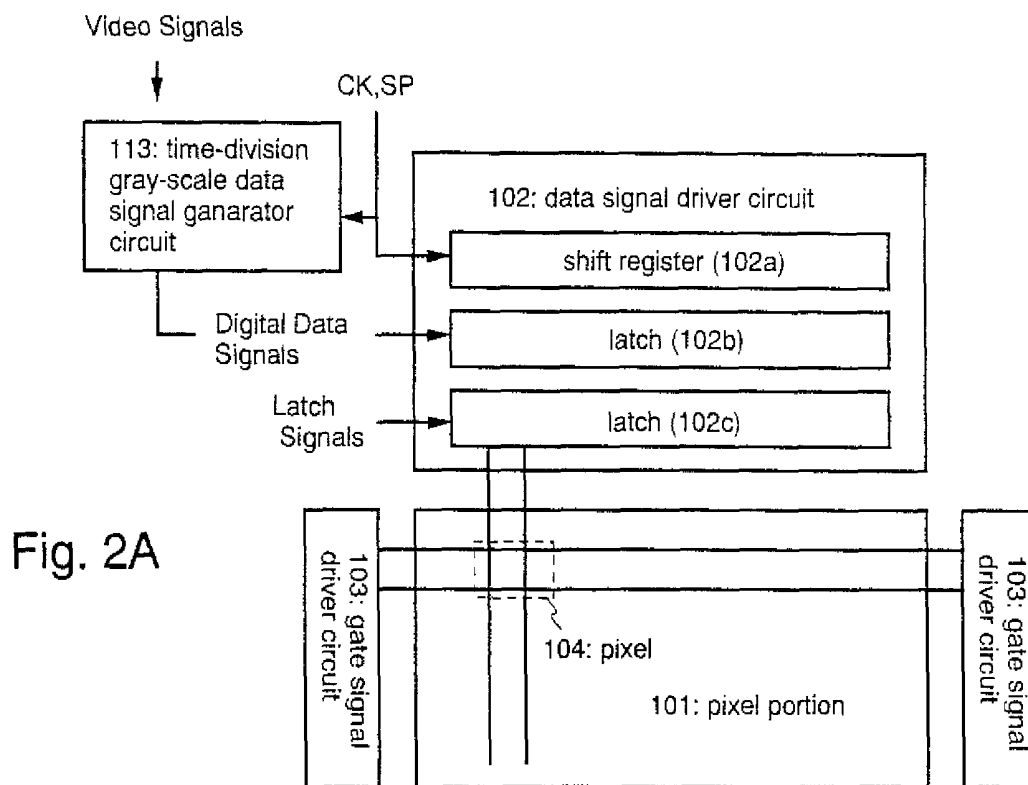 Video Signals
CK,SP
113: time-division
gray-scale data
signal ganarator
circuit
102: data signal driver circuit
shift register (102a)
Digital Data
Signals
latch (102b)
Latch
Signals
latch (102c)
Fig. 2A
103: gate signal
driver circuit
104: pixel
101: pixel portion
103: gate signal
driver circuit